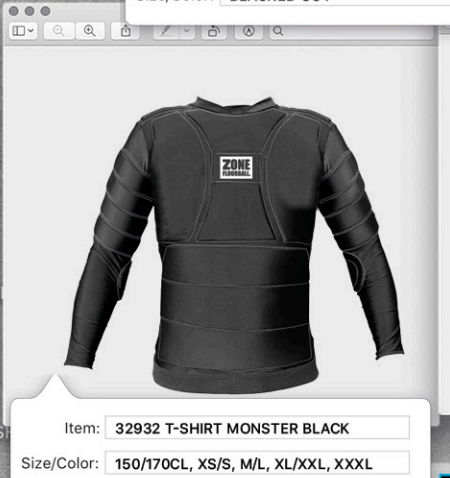 ZONE
FLOORBALL.
Item: 32932 T-SHIRT MONSTER BLACK
Size/Color: 150/170CL, XS/S, M/L, XL/XXL, XXXL